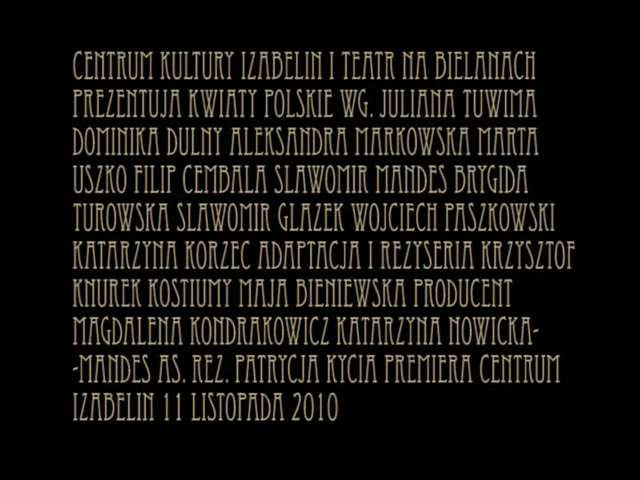 CENTRUM KULTURY IZABELIN I TEATR NA BIELANACH
PREZENTUJA KWIATY POLSKIE WG. JULIANA TUWIMA
DOMINIKA DULNY ALEKSANDRA MARKOWSKA MARTA
USZKO FILIP CEMBALA SLAWOMIR MANDES BRYGIDA
TUROWSKA SLAWOMIR GLAZEK WOJCIECH PASZKOWSKI
KATARZYNA KORZEC ADAPTACJA I REZYSERIA KRZYSZTOF
KNUREK KOSTIUMY MAJA BIENIEWSKA PRODUCENT
MAGDALENA KONDRAKOWICZ KATARZYNA NOWICKA-
-MANDES AS. REZ. PATRYCJA KYCIA PREMIERA CENTRUM
IZABELIN 11 LISTOPADA 2010